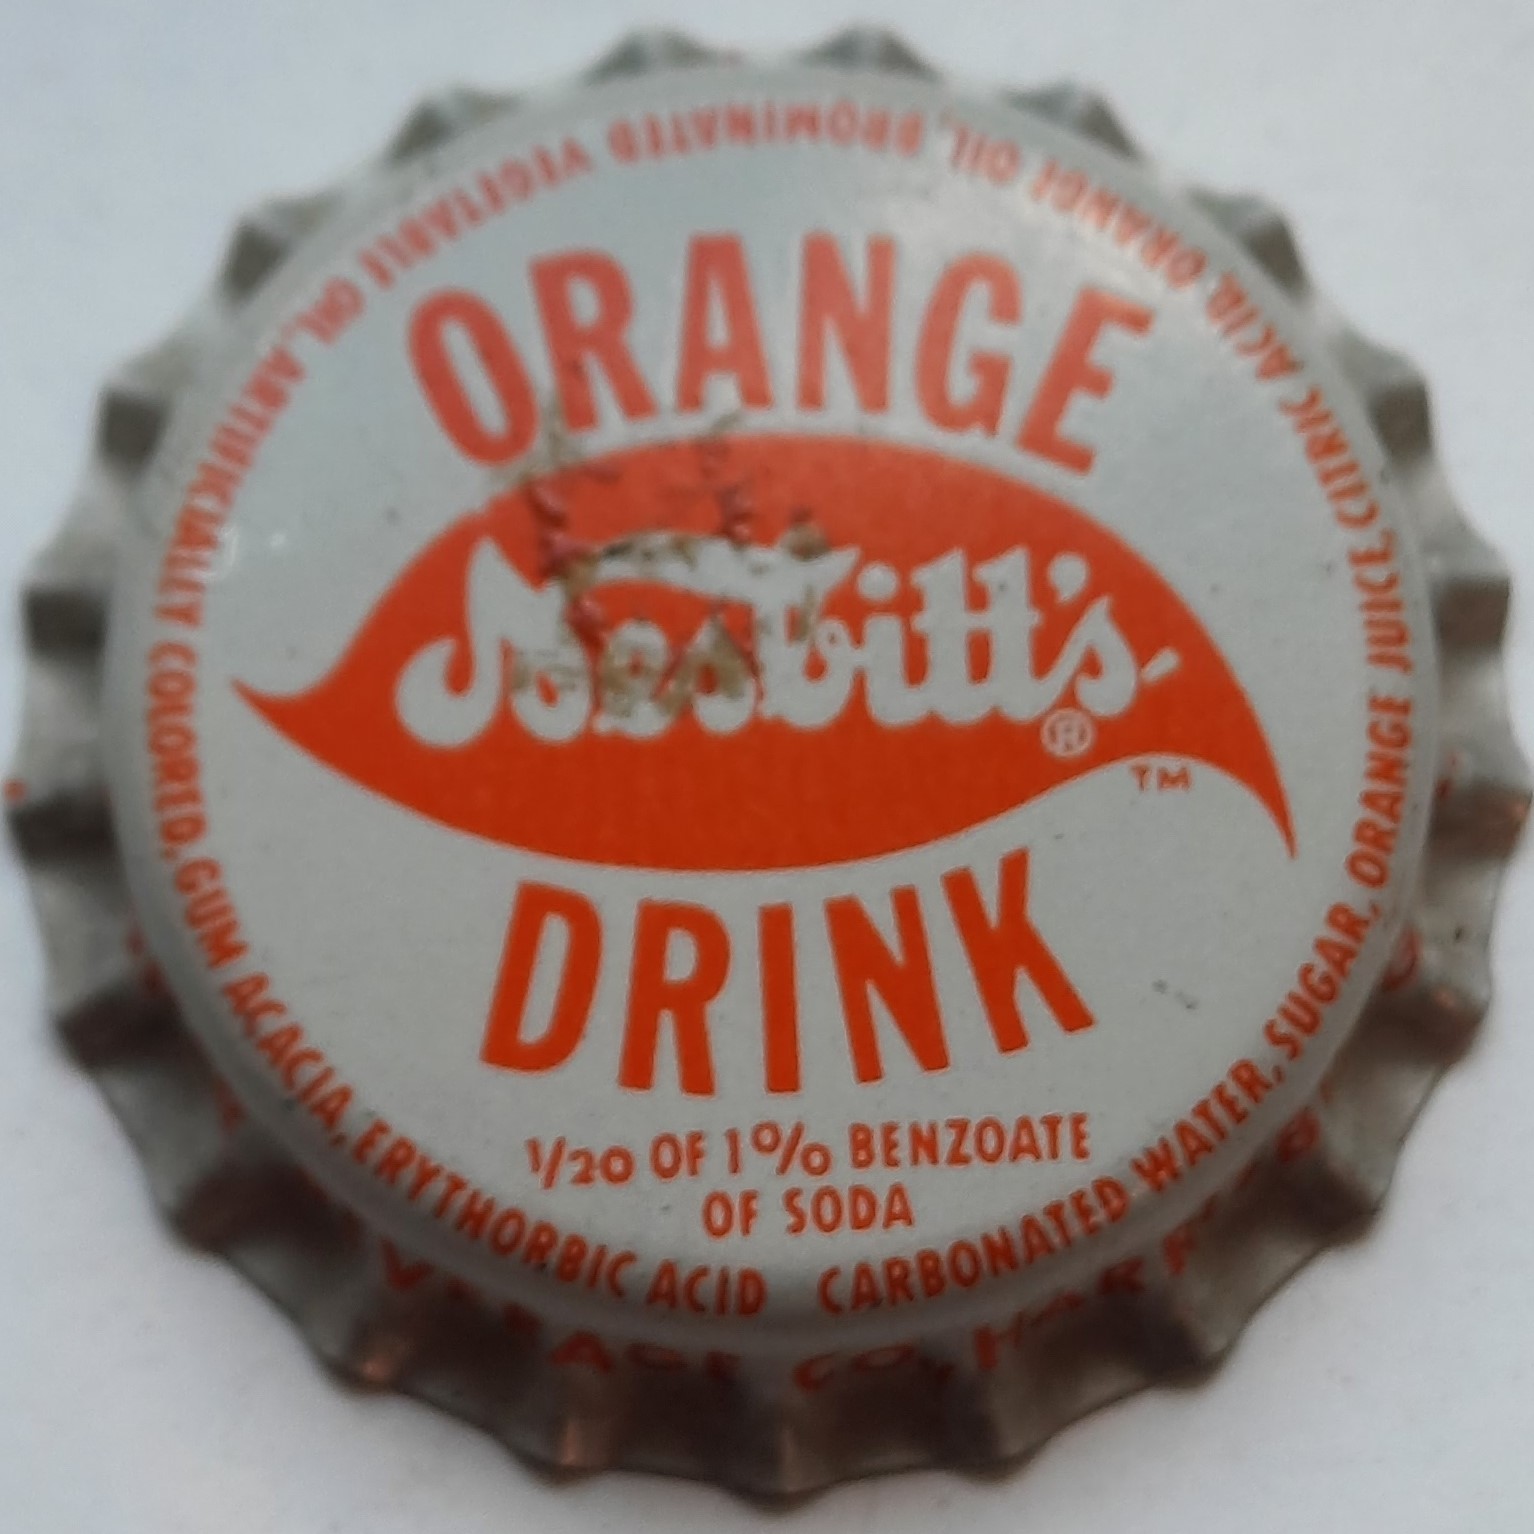 ORANGE
Nesbitt's
®
TM
DRINK
1/20 OF 1% BENZOATE
OF SODA
CARBONATED WATER, SUGAR, ORANGE JUICE, CITRIC ACID, ORANGE OIL, BROMINATED VEGETABLE OIL, ARTIFICIALLY COLORED, GUM ACACIA, ERYTHORBIC ACID
CO.,